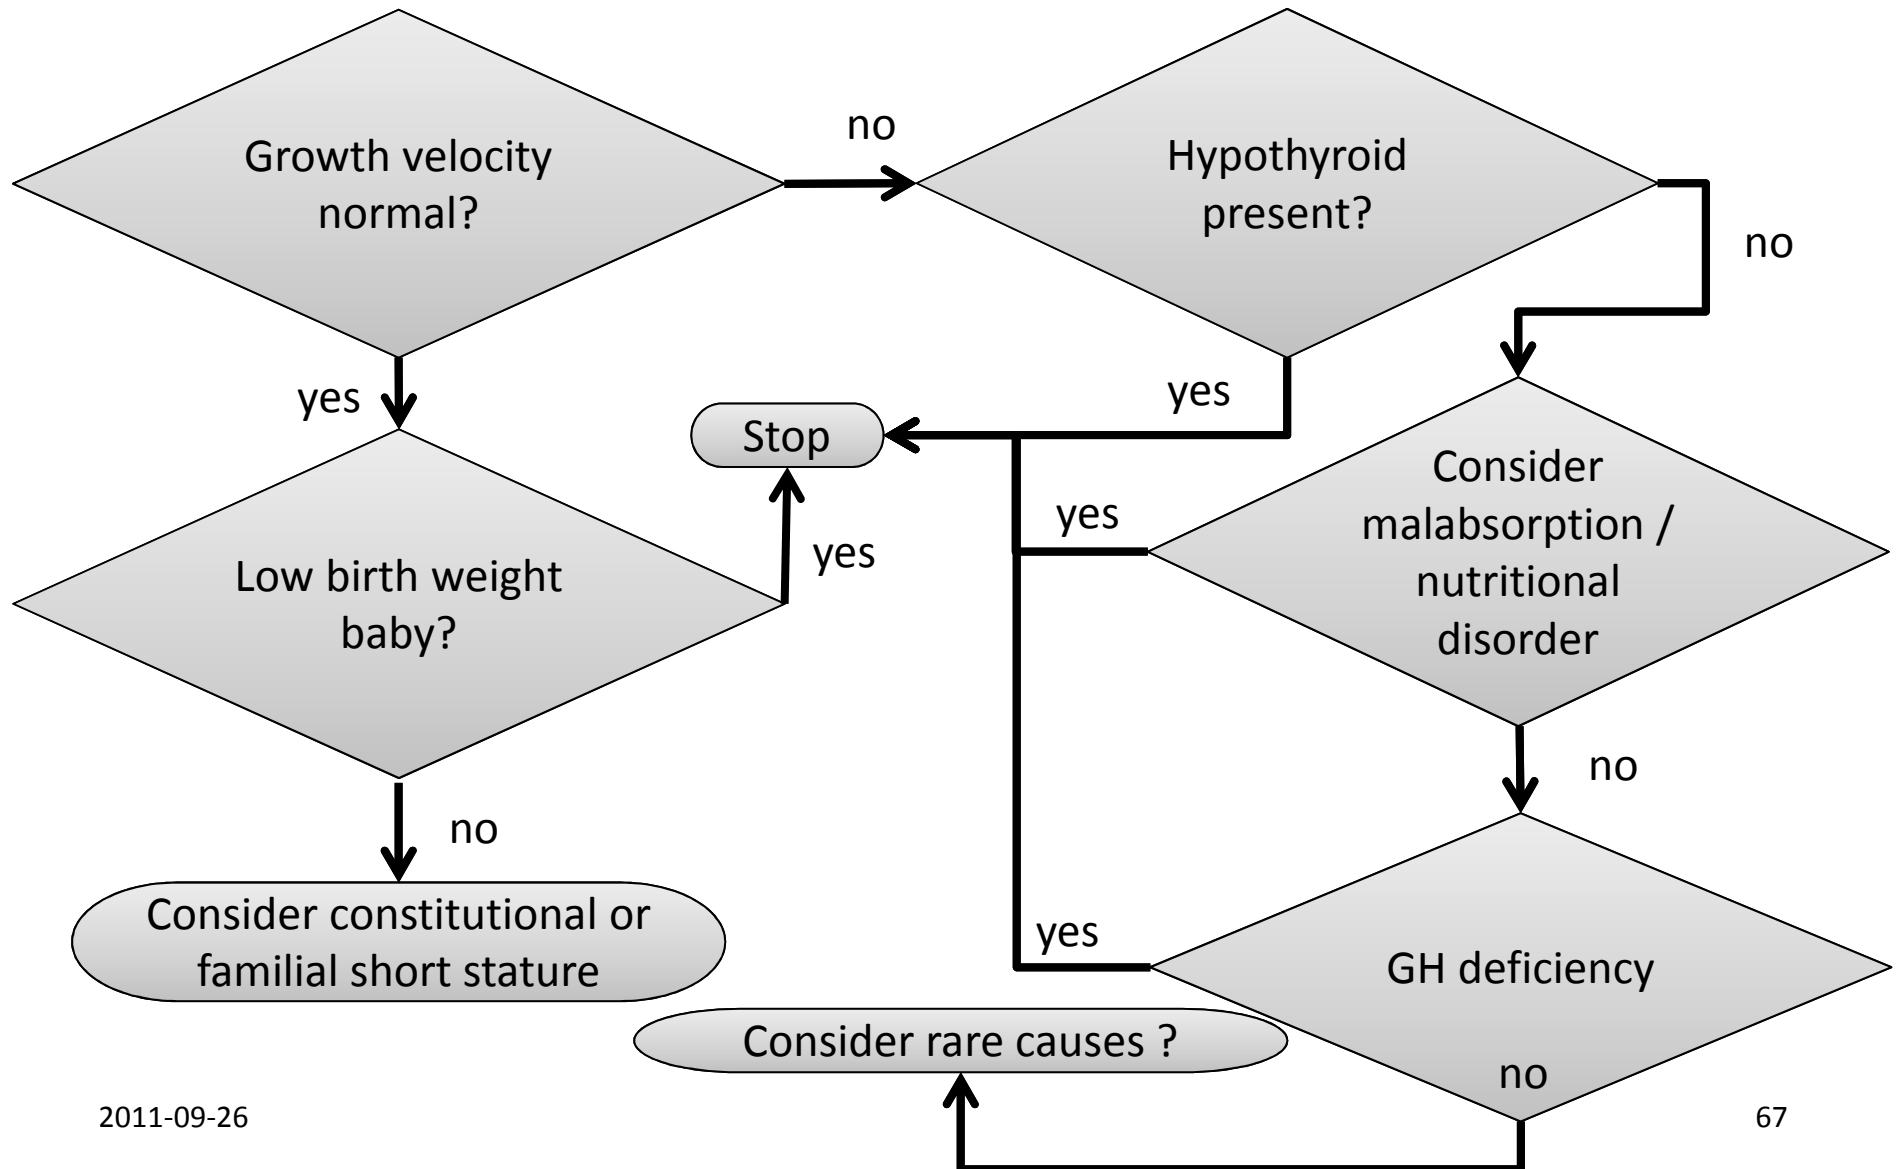 Growth velocity
normal?
no
Hypothyroid
present?
no
yes
Stop
yes
Low birth weight
baby?
yes
yes
Consider
malabsorption /
nutritional
disorder
no
no
Consider constitutional or
familial short stature
yes
GH deficiency
Consider rare causes ?
no
2011-09-26
67